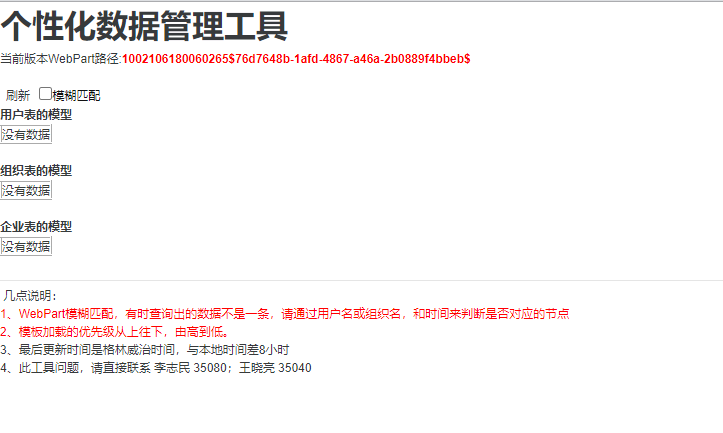 个性化数据管理工具
当前版本WebPart路径:1002106180060265$76d7648b-1afd-4867-a46a-2b0889f4bbeb$
刷新 模糊匹配
用户表的模型
没有数据
组织表的模型
没有数据
企业表的模型
没有数据
几点说明：
1、WebPart模糊匹配，有时查询出的数据不是一条，请通过用户名或组织名，和时间来判断是否对应的节点
2、模板加载的优先级从上往下，由高到低。
3、最后更新时间是格林威治时间，与本地时间差8小时
4、此工具问题，请直接联系 李志民 35080；王晓亮 35040